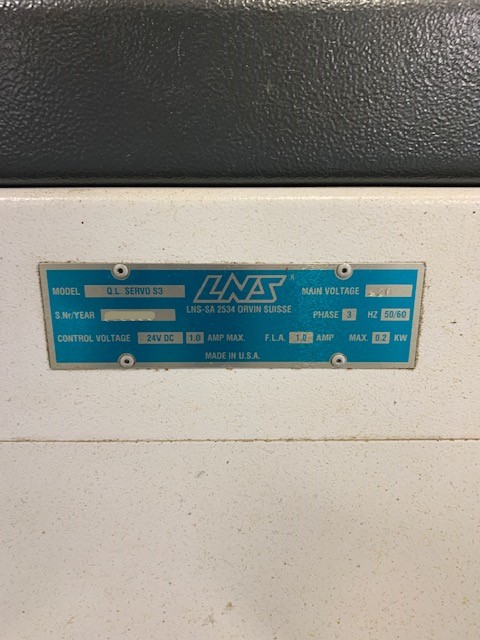 MODEL Q.L. SERVO S3
LNS
LNS-SA 2534 ORVIN SUISSE
MAIN VOLTAGE
S.Nr/YEAR
PHASE 3 HZ 50/60
CONTROL VOLTAGE 24V DC 1.0 AMP MAX. F.L.A. 1.0 AMP MAX. 0.2 KW
MADE IN U.S.A.